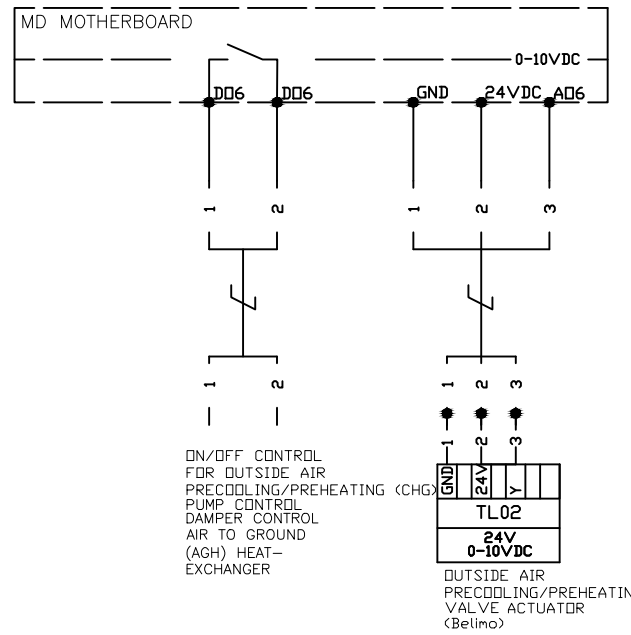 MD MOTHERBOARD
0-10VDC
DO6 DO6 GND 24VDC AO6
1 2 1 2 3
1 2 1 2 3
1 2 3
ON/OFF CONTROL
FOR OUTSIDE AIR
PRECOOLING/PREHEATING (CHG)
PUMP CONTROL
DAMPER CONTROL
AIR TO GROUND
(AGH) HEAT-
EXCHANGER
GND 24V Y
TL02
24V
0-10VDC
OUTSIDE AIR
PRECOOLING/PREHEATIN
VALVE ACTUATOR
(Belimo)